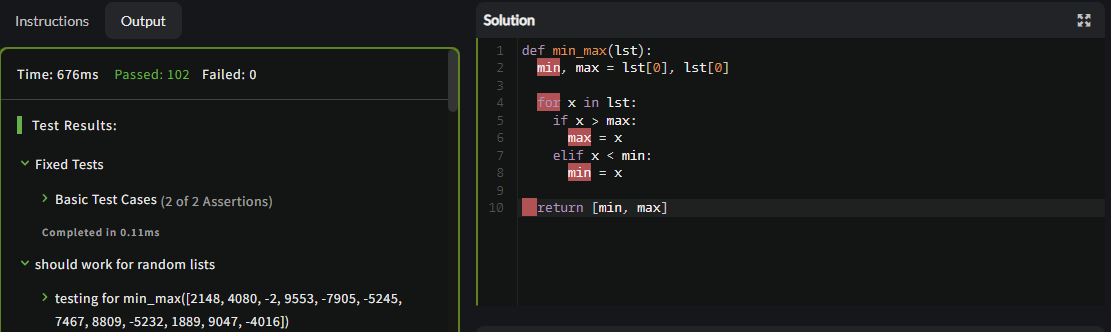 Instructions Output
Time: 676ms Passed: 102 Failed: 0
Test Results:
Fixed Tests
Basic Test Cases (2 of 2 Assertions)
Completed in 0.11ms
should work for random lists
testing for min_max([2148, 4080, -2, 9553, -7905, -5245,
7467, 8809, -5232, 1889, 9047, -4016])
Solution
1 def min_max(lst):
2   min, max = lst[0], lst[0]
3
4   for x in lst:
5     if x > max:
6       max = x
7     elif x < min:
8       min = x
9
10   return [min, max]